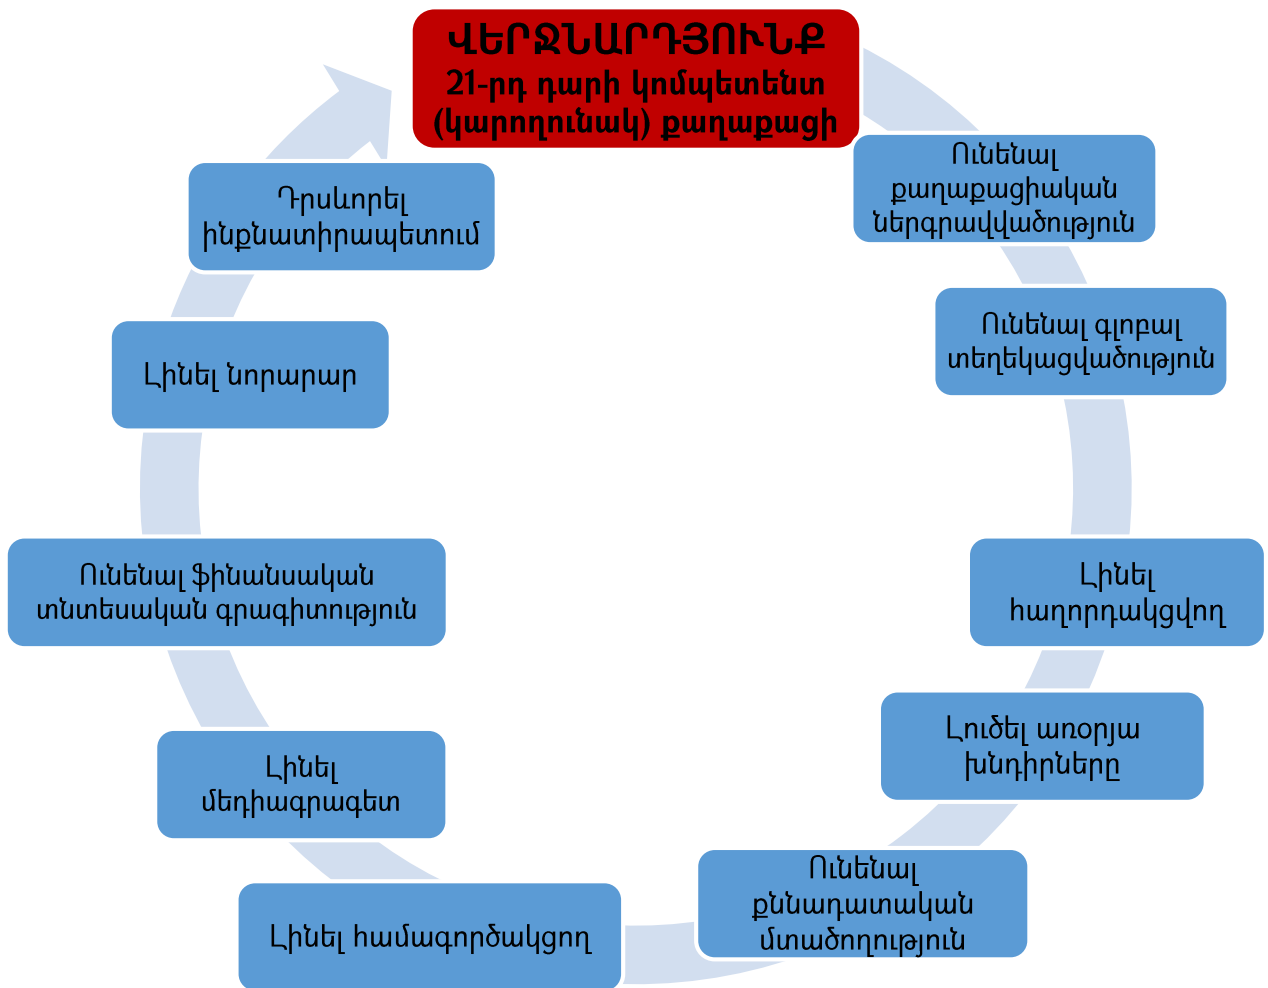 ՎԵՐՋՆԱՐԴՅՈՒՆՔ
21-րդ դարի կոմպետենտ
(կարողունակ) քաղաքացի
Ունենալ
քաղաքացիական
ներգրավվածություն
Ունենալ գլոբալ
տեղեկացվածություն
Լինել
հաղորդակցվող
Լուծել առօրյա
խնդիրները
Ունենալ
քննադատական
մտածողություն
Լինել համագործակցող
Լինել
մեդիագրագետ
Ունենալ ֆինանսական
տնտեսական գրագիտություն
Լինել նորարար
Դրսևորել
ինքնատիրապետում